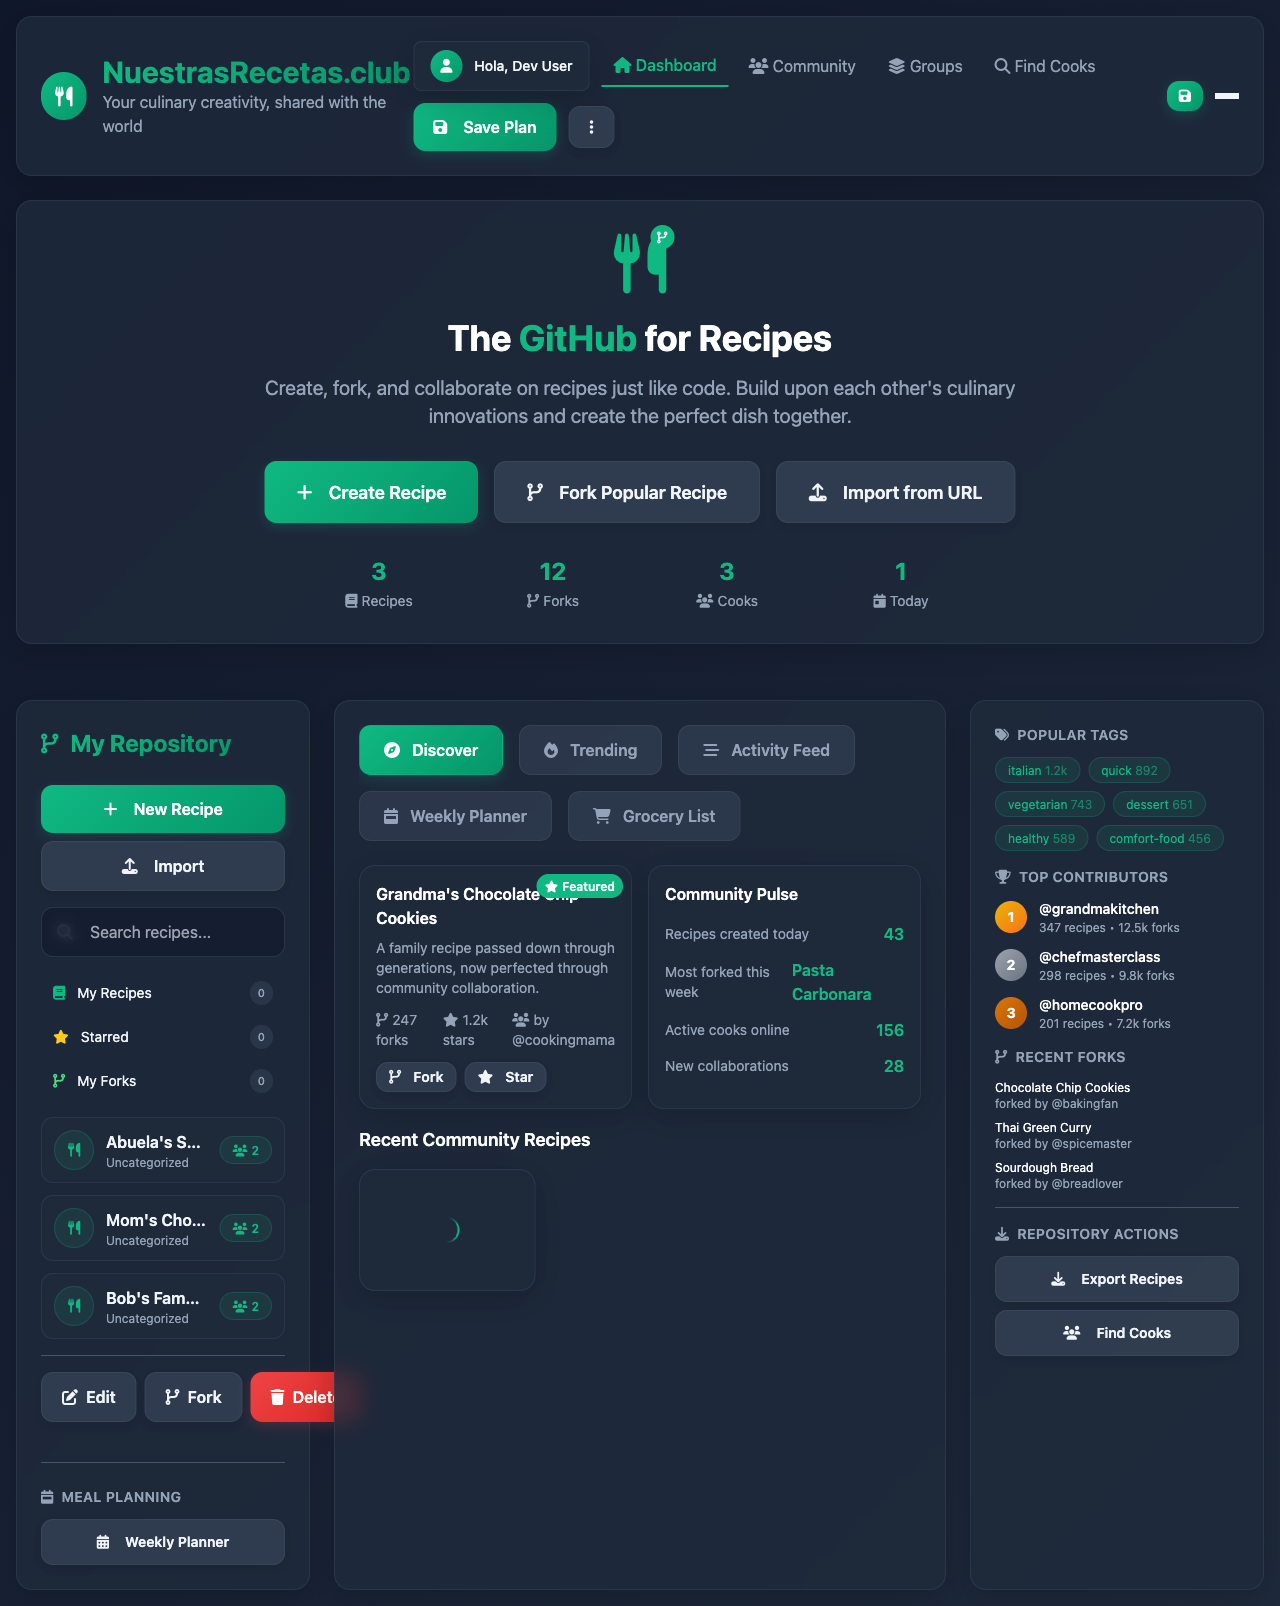 NuestrasRecetas.club
Your culinary creativity, shared with the
world
Hola, Dev User
Dashboard
Community
Groups
Find Cooks
Save Plan
The GitHub for Recipes
Create, fork, and collaborate on recipes just like code. Build upon each other's culinary
innovations and create the perfect dish together.
Create Recipe
Fork Popular Recipe
Import from URL
3
Recipes
12
Forks
3
Cooks
1
Today
My Repository
New Recipe
Import
Search recipes...
My Recipes 0
Starred 0
My Forks 0
Abuela's S...
Uncategorized
2
Mom's Cho...
Uncategorized
2
Bob's Fam...
Uncategorized
2
Edit
Fork
Delete
MEAL PLANNING
Weekly Planner
Discover
Trending
Activity Feed
Weekly Planner
Grocery List
Featured
Grandma's Chocolate Chip
Cookies
A family recipe passed down through
generations, now perfected through
community collaboration.
247
forks
1.2k
stars
by
@cookingmama
Fork
Star
Community Pulse
Recipes created today 43
Most forked this
week
Pasta
Carbonara
Active cooks online 156
New collaborations 28
Recent Community Recipes
POPULAR TAGS
italian 1.2k
quick 892
vegetarian 743
dessert 651
healthy 589
comfort-food 456
TOP CONTRIBUTORS
1
@grandmakitchen
347 recipes • 12.5k forks
2
@chefmasterclass
298 recipes • 9.8k forks
3
@homecookpro
201 recipes • 7.2k forks
RECENT FORKS
Chocolate Chip Cookies
forked by @bakingfan
Thai Green Curry
forked by @spicemaster
Sourdough Bread
forked by @breadlover
REPOSITORY ACTIONS
Export Recipes
Find Cooks